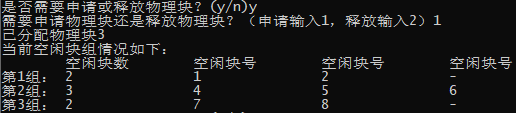 是否需要申请或释放物理块？(y/n)y
需要申请物理块还是释放物理块？（申请输入1，释放输入2）1
已分配物理块3
当前空闲块组情况如下：
空闲块数 空闲块号 空闲块号 空闲块号
第1组： 2 1 2 -
第2组： 3 4 5 6
第3组： 2 7 8 -